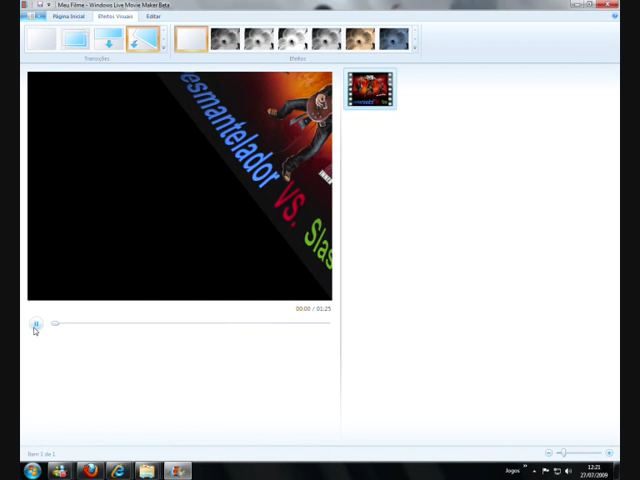 Meu Filme - Windows Live Movie Maker Beta
Página Inicial
Efeitos Visuais
Editar
Transições
Efeitos
esmantelador VS. Slas
00:00 / 01:25
Item 1 de 1
Jogos
12:21
27/07/2009